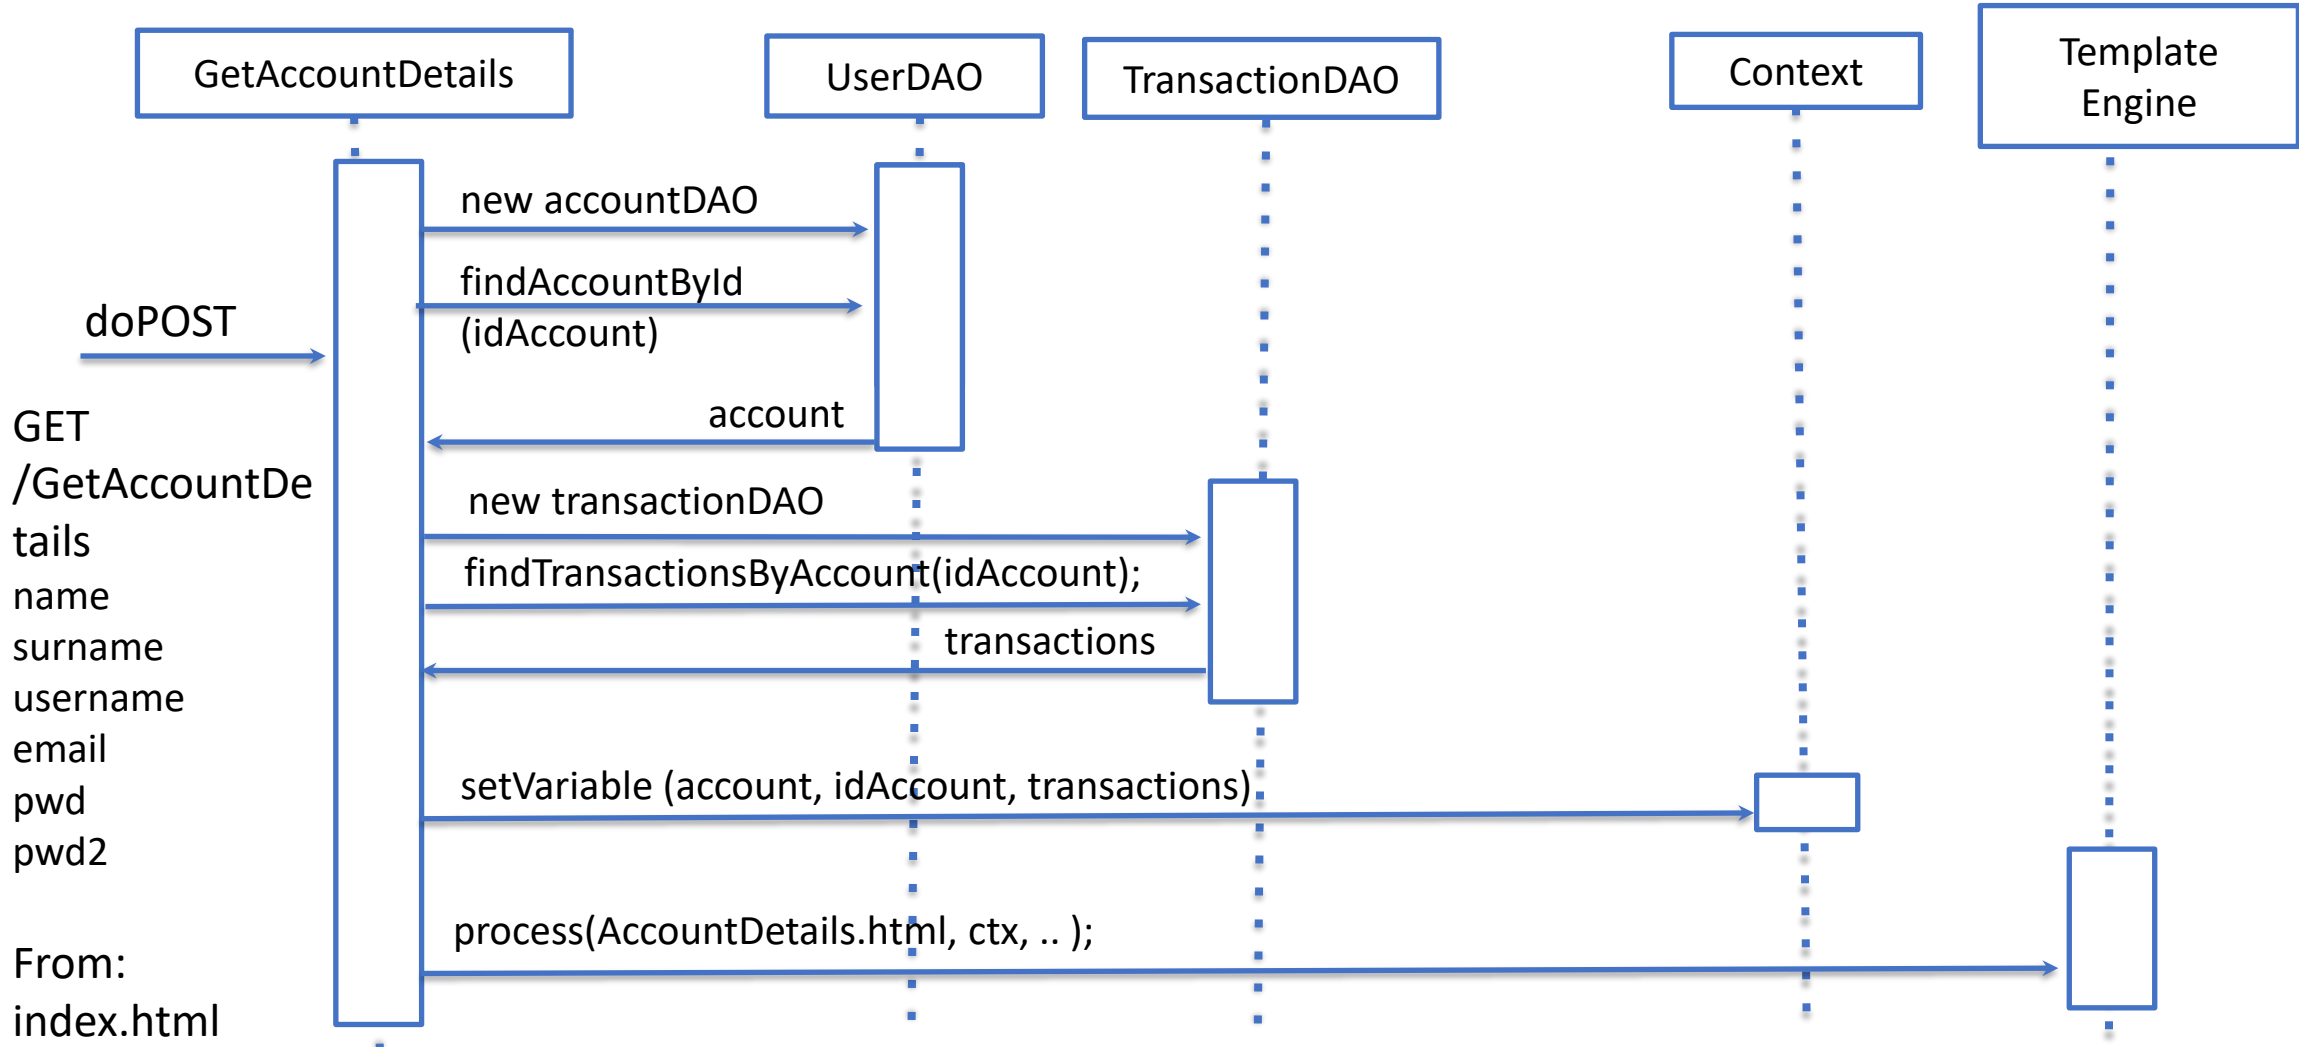 GetAccountDetails
UserDAO
TransactionDAO
Context
Template
Engine
new accountDAO
findAccountById
(idAccount)
doPOST
account
GET
/GetAccountDe
tails
name
surname
username
email
pwd
pwd2
From:
index.html
new transactionDAO
findTransactionsByAccount(idAccount);
transactions
setVariable (account, idAccount, transactions)
process(AccountDetails.html, ctx, .. );